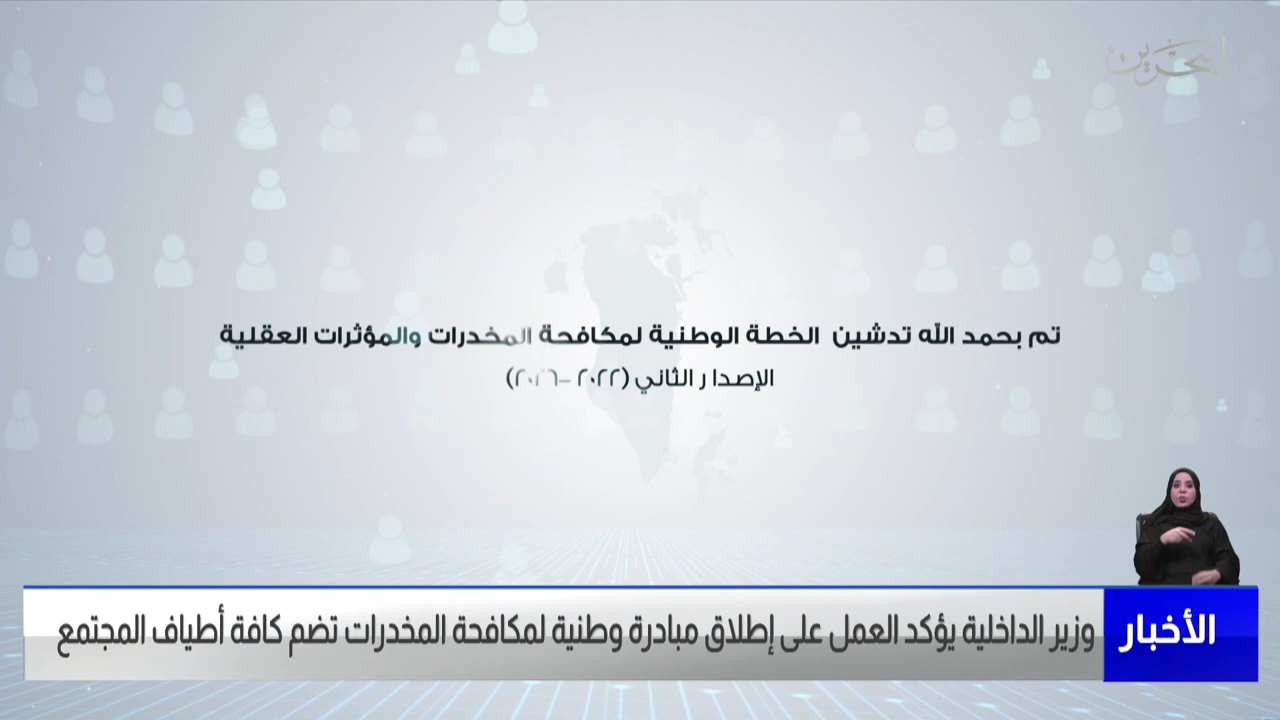 البحرين
تم بحمد الله تدشين الخطة الوطنية لمكافحة المخدرات والمؤثرات العقلية
الإصدار الثاني (٢٠٢٢ -٢٠٢٦)
الأخبار
وزير الداخلية يؤكد العمل على إطلاق مبادرة وطنية لمكافحة المخدرات تضم كافة أطياف المجتمع